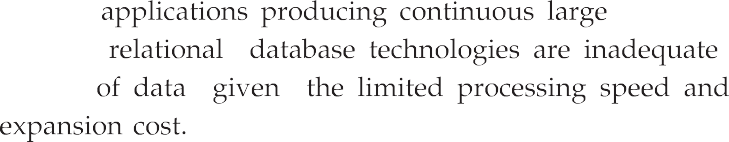 applications producing continuous large
relational database technologies are inadequate
of data given the limited processing speed and
expansion cost.